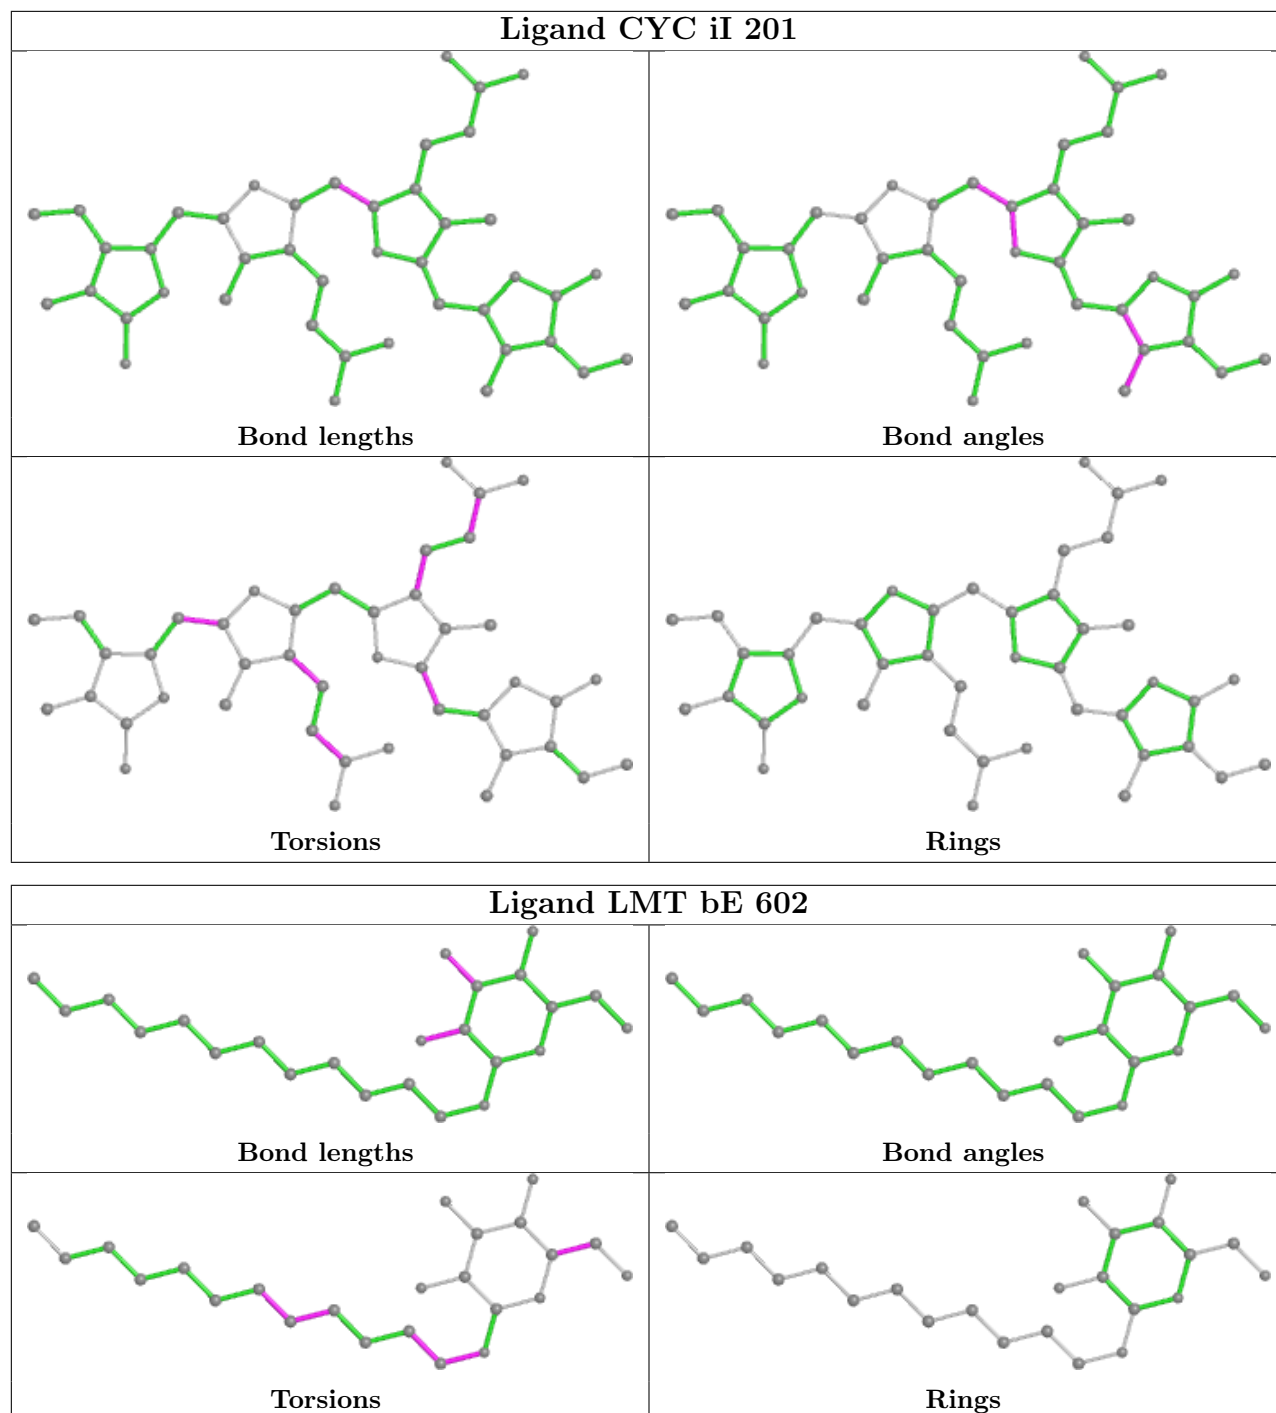 Ligand CYC iI 201
Bond lengths
Bond angles
Torsions
Rings
Ligand LMT bE 602
Bond lengths
Bond angles
Torsions
Rings